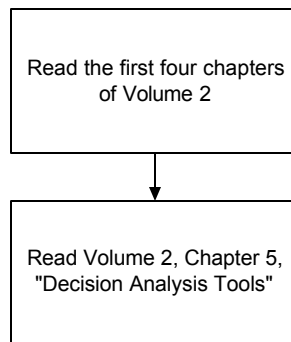 Read the first four chapters
of Volume 2
Read Volume 2, Chapter 5,
"Decision Analysis Tools"